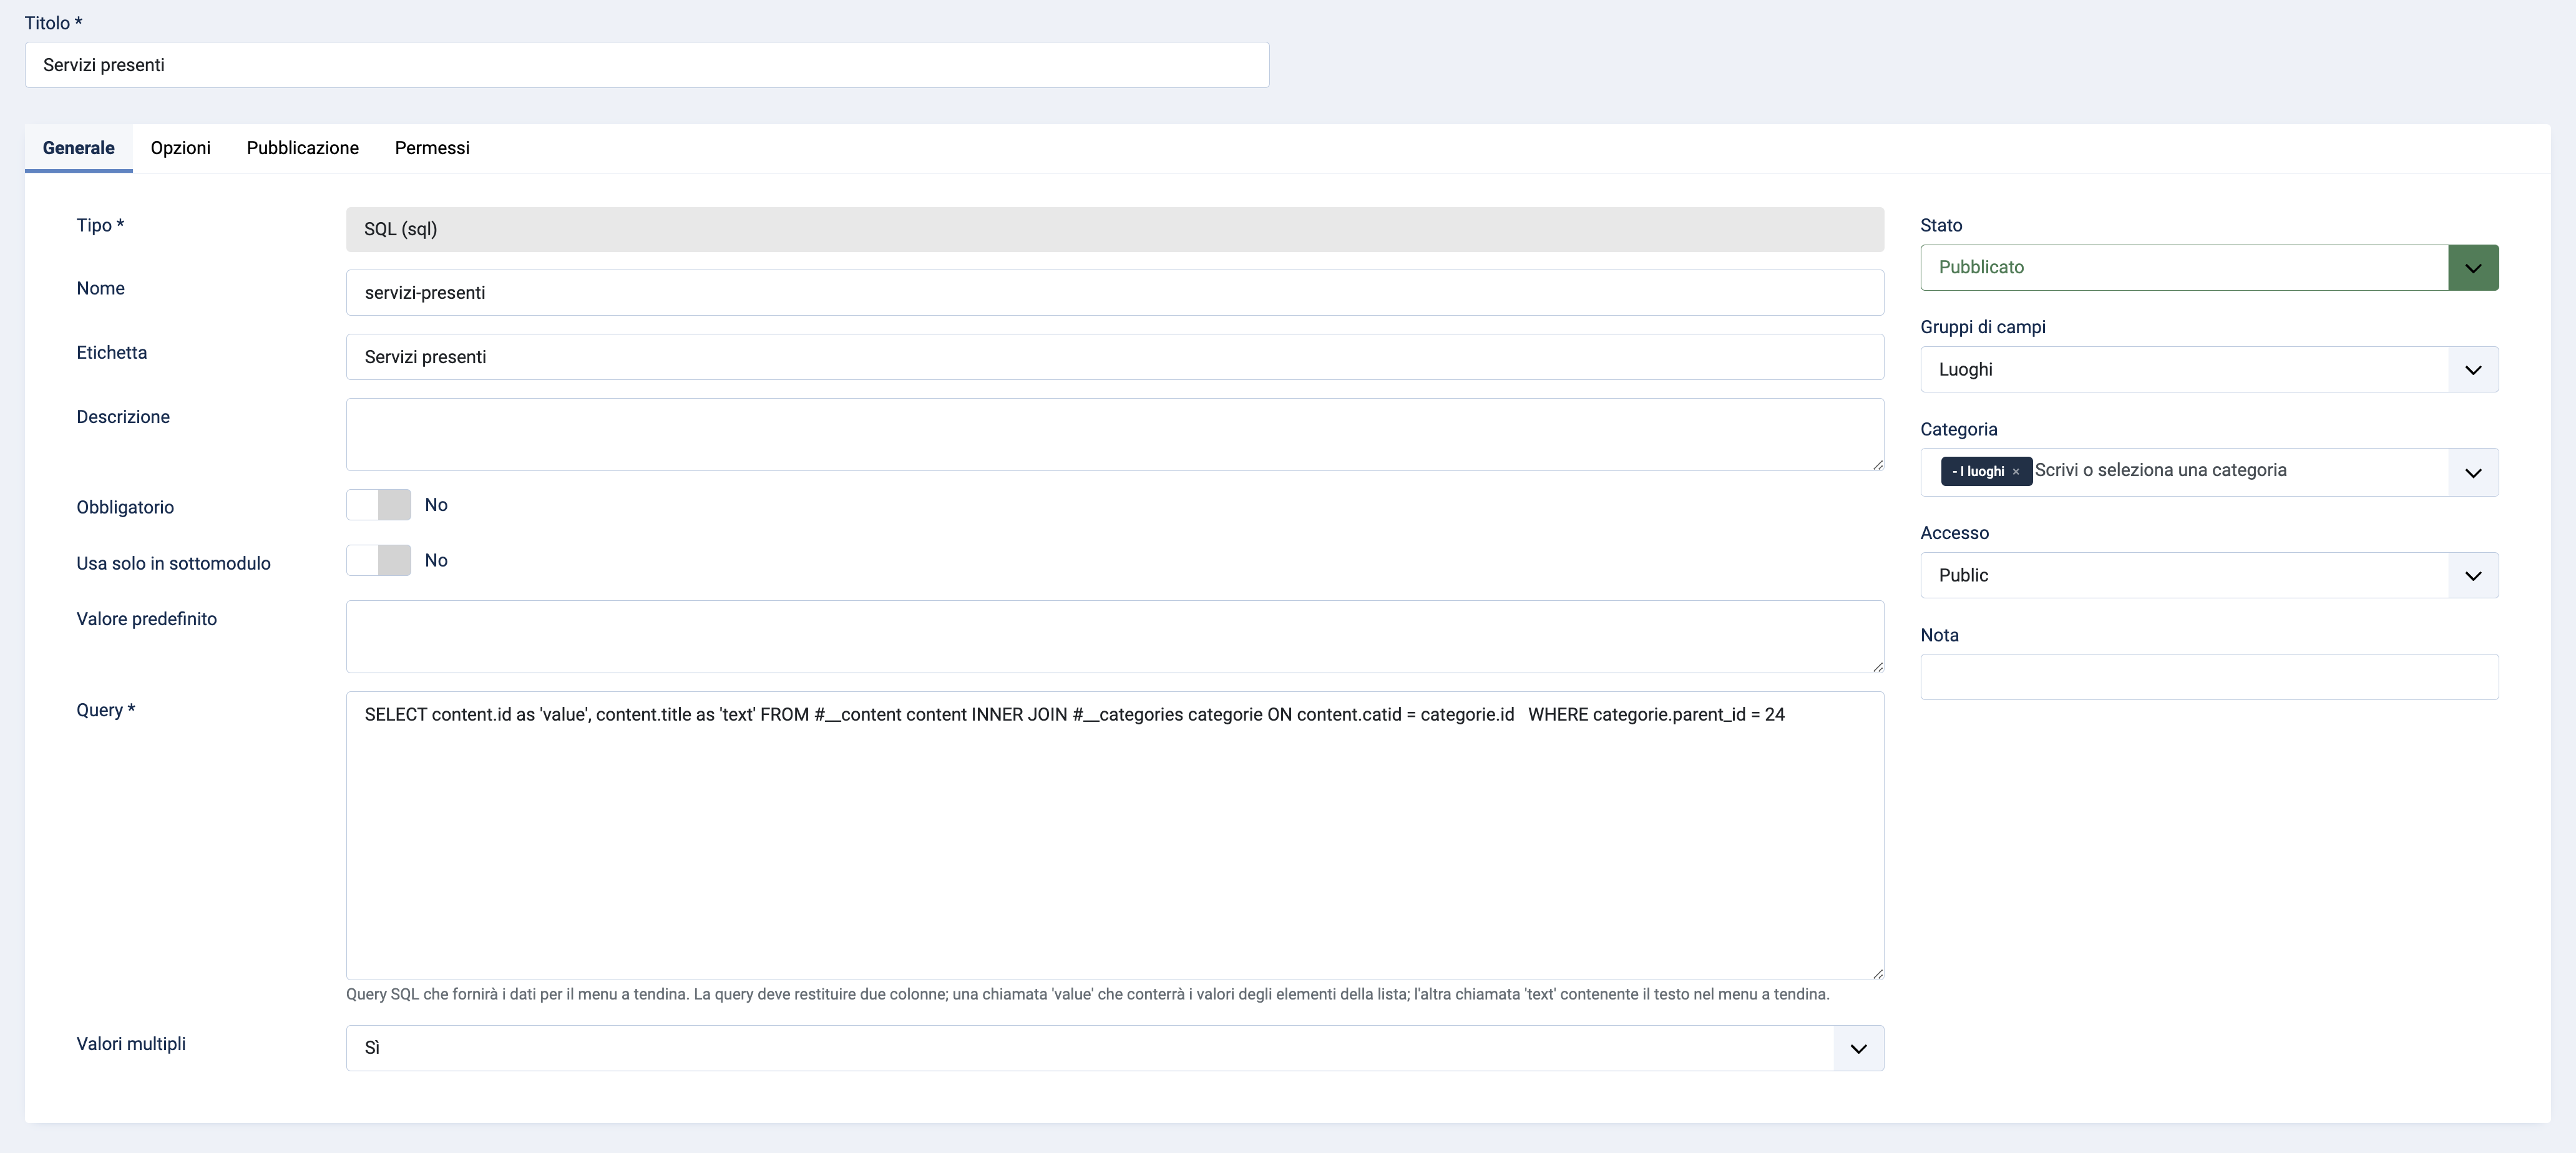 Titolo *
Servizi presenti
Generale Opzioni Pubblicazione Permessi
Tipo *
SQL (sql)
Nome
servizi-presenti
Etichetta
Servizi presenti
Descrizione
Obbligatorio
No
Usa solo in sottomodulo
No
Valore predefinito
Query *
SELECT content.id as 'value', content.title as 'text' FROM #__content content INNER JOIN #__categories categorie ON content.catid = categorie.id   WHERE categorie.parent_id = 24
Query SQL che fornirà i dati per il menu a tendina. La query deve restituire due colonne; una chiamata 'value' che conterrà i valori degli elementi della lista; l'altra chiamata 'text' contenente il testo nel menu a tendina.
Valori multipli
Sì
Stato
Pubblicato
Gruppi di campi
Luoghi
Categoria
- I luoghi × Scrivi o seleziona una categoria
Accesso
Public
Nota